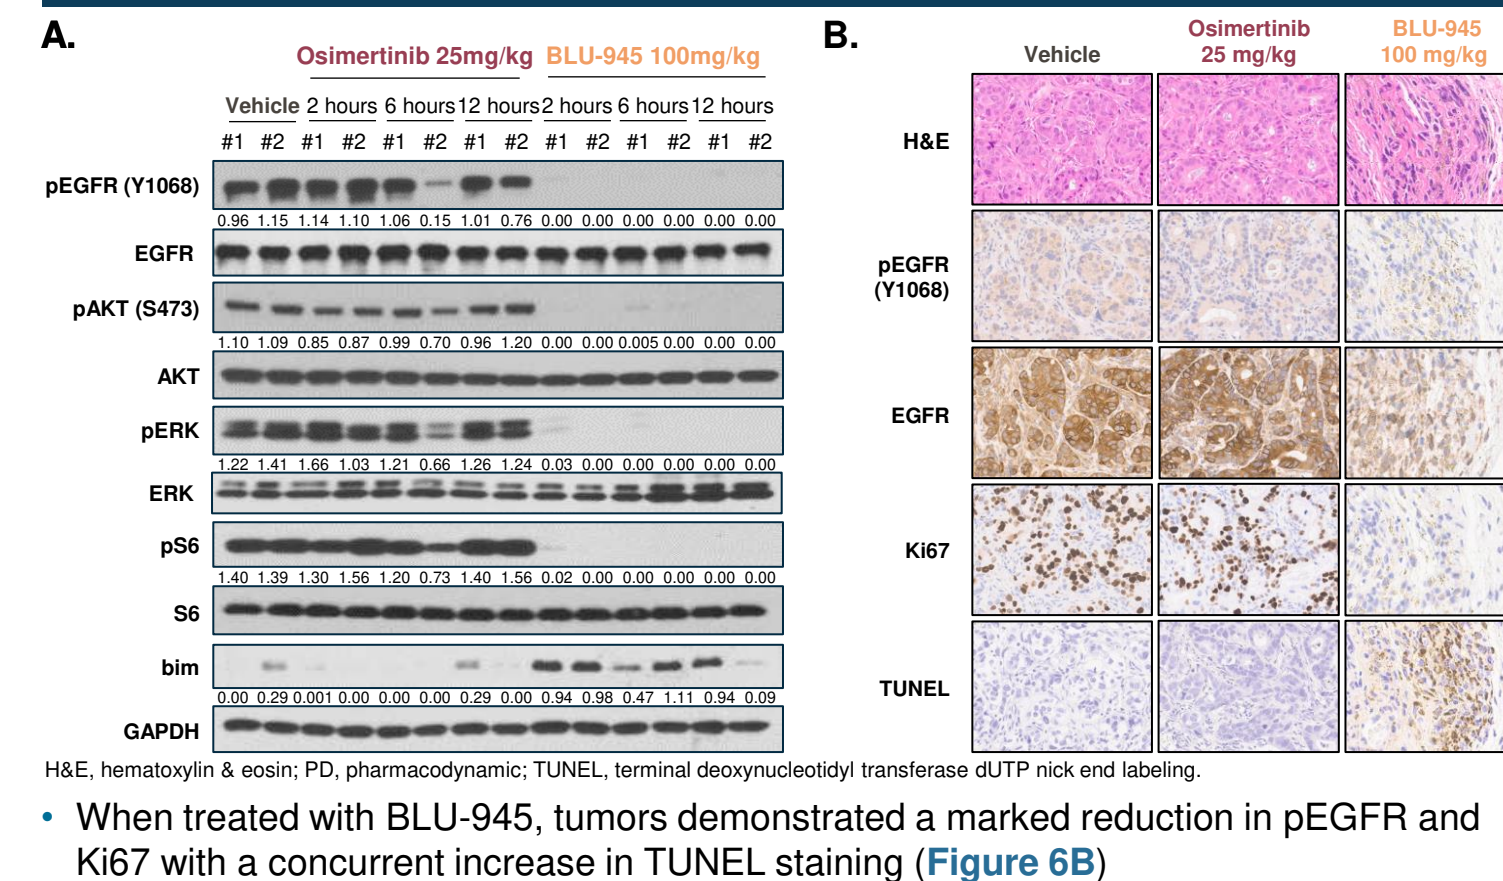 A.
Osimertinib 25mg/kg BLU-945 100mg/kg
Vehicle 2 hours 6 hours 12 hours 2 hours 6 hours 12 hours
#1 #2 #1 #2 #1 #2 #1 #2 #1 #2 #1 #2 #1 #2
pEGFR (Y1068)
0.96 1.15 1.14 1.10 1.06 0.15 1.01 0.76 0.00 0.00 0.00 0.00 0.00 0.00
EGFR
pAKT (S473)
1.10 1.09 0.85 0.87 0.99 0.70 0.96 1.20 0.00 0.00 0.005 0.00 0.00 0.00
AKT
pERK
1.22 1.41 1.66 1.03 1.21 0.66 1.26 1.24 0.03 0.00 0.00 0.00 0.00 0.00
ERK
pS6
1.40 1.39 1.30 1.56 1.20 0.73 1.40 1.56 0.02 0.00 0.00 0.00 0.00 0.00
S6
bim
0.00 0.29 0.001 0.00 0.00 0.00 0.29 0.00 0.94 0.98 0.47 1.11 0.94 0.09
GAPDH
B.
Vehicle
Osimertinib
25 mg/kg
BLU-945
100 mg/kg
H&E
pEGFR
(Y1068)
EGFR
Ki67
TUNEL
H&E, hematoxylin & eosin; PD, pharmacodynamic; TUNEL, terminal deoxynucleotidyl transferase dUTP nick end labeling.
• When treated with BLU-945, tumors demonstrated a marked reduction in pEGFR and
Ki67 with a concurrent increase in TUNEL staining (Figure 6B)